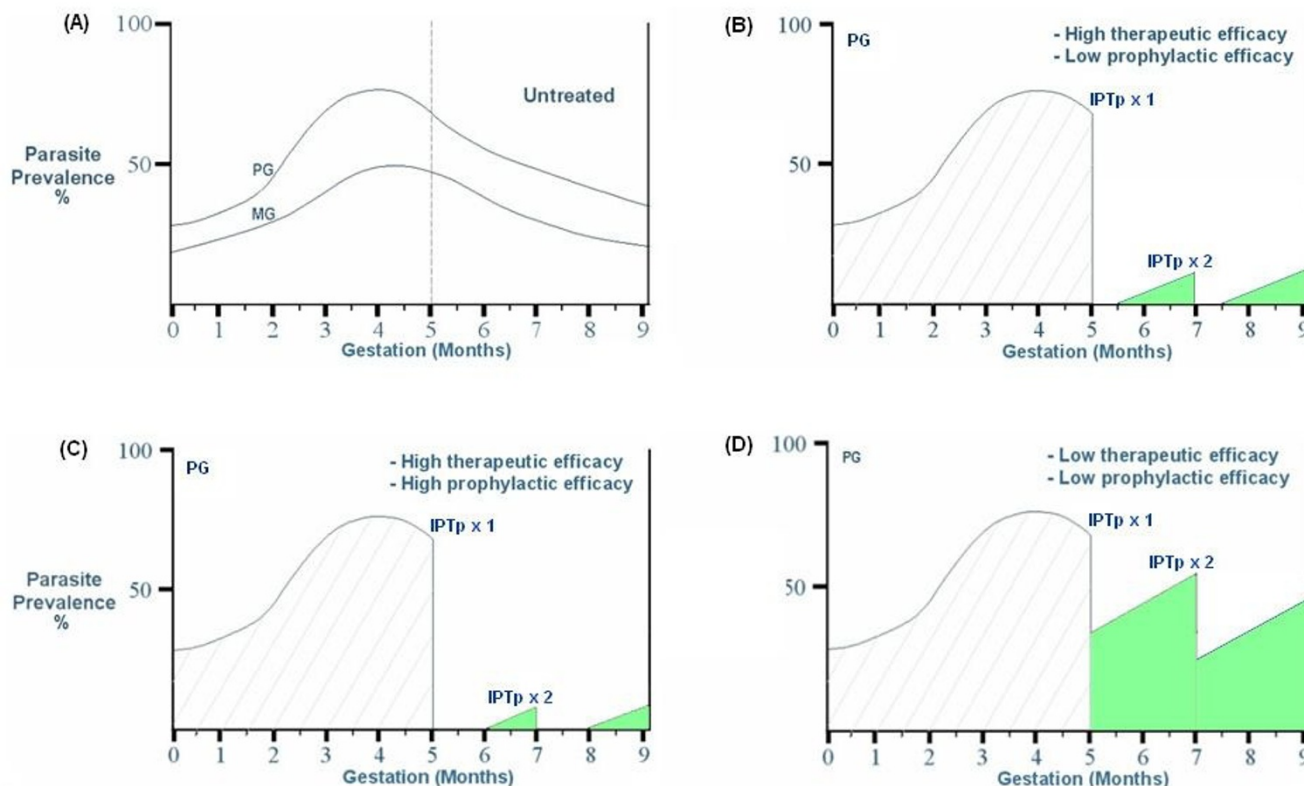 (A)
100
50
Parasite
Prevalence
%
Untreated
PG
MG
0 1 2 3 4 5 6 7 8 9
Gestation (Months)
(B)
PG
- High therapeutic efficacy
- Low prophylactic efficacy
100
50
IPTp x 1
IPTp x 2
0 1 2 3 4 5 6 7 8 9
Gestation (Months)
(C)
PG
- High therapeutic efficacy
- High prophylactic efficacy
100
50
Parasite
Prevalence
%
IPTp x 1
IPTp x 2
0 1 2 3 4 5 6 7 8 9
Gestation (Months)
(D)
PG
- Low therapeutic efficacy
- Low prophylactic efficacy
100
50
IPTp x 1
IPTp x 2
0 1 2 3 4 5 6 7 8 9
Gestation (Months)